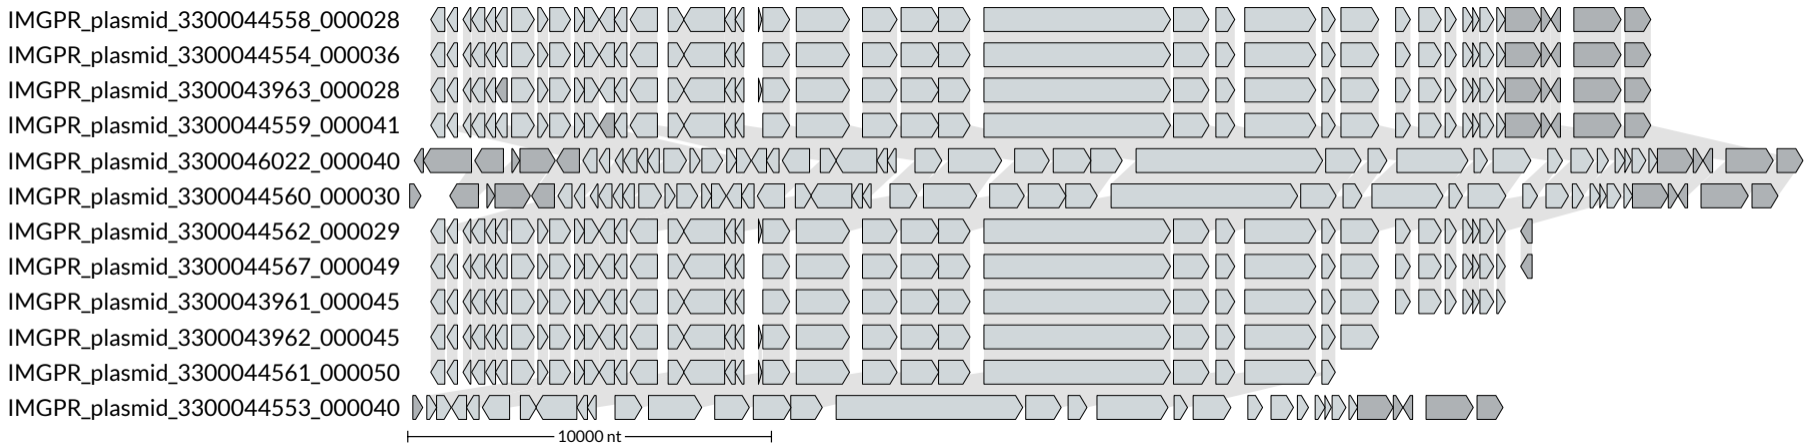 IMGPR_plasmid_3300044558_000028
IMGPR_plasmid_3300044554_000036
IMGPR_plasmid_3300043963_000028
IMGPR_plasmid_3300044559_000041
IMGPR_plasmid_3300046022_000040
IMGPR_plasmid_3300044560_000030
IMGPR_plasmid_3300044562_000029
IMGPR_plasmid_3300044567_000049
IMGPR_plasmid_3300043961_000045
IMGPR_plasmid_3300043962_000045
IMGPR_plasmid_3300044561_000050
IMGPR_plasmid_3300044553_000040
10000 nt